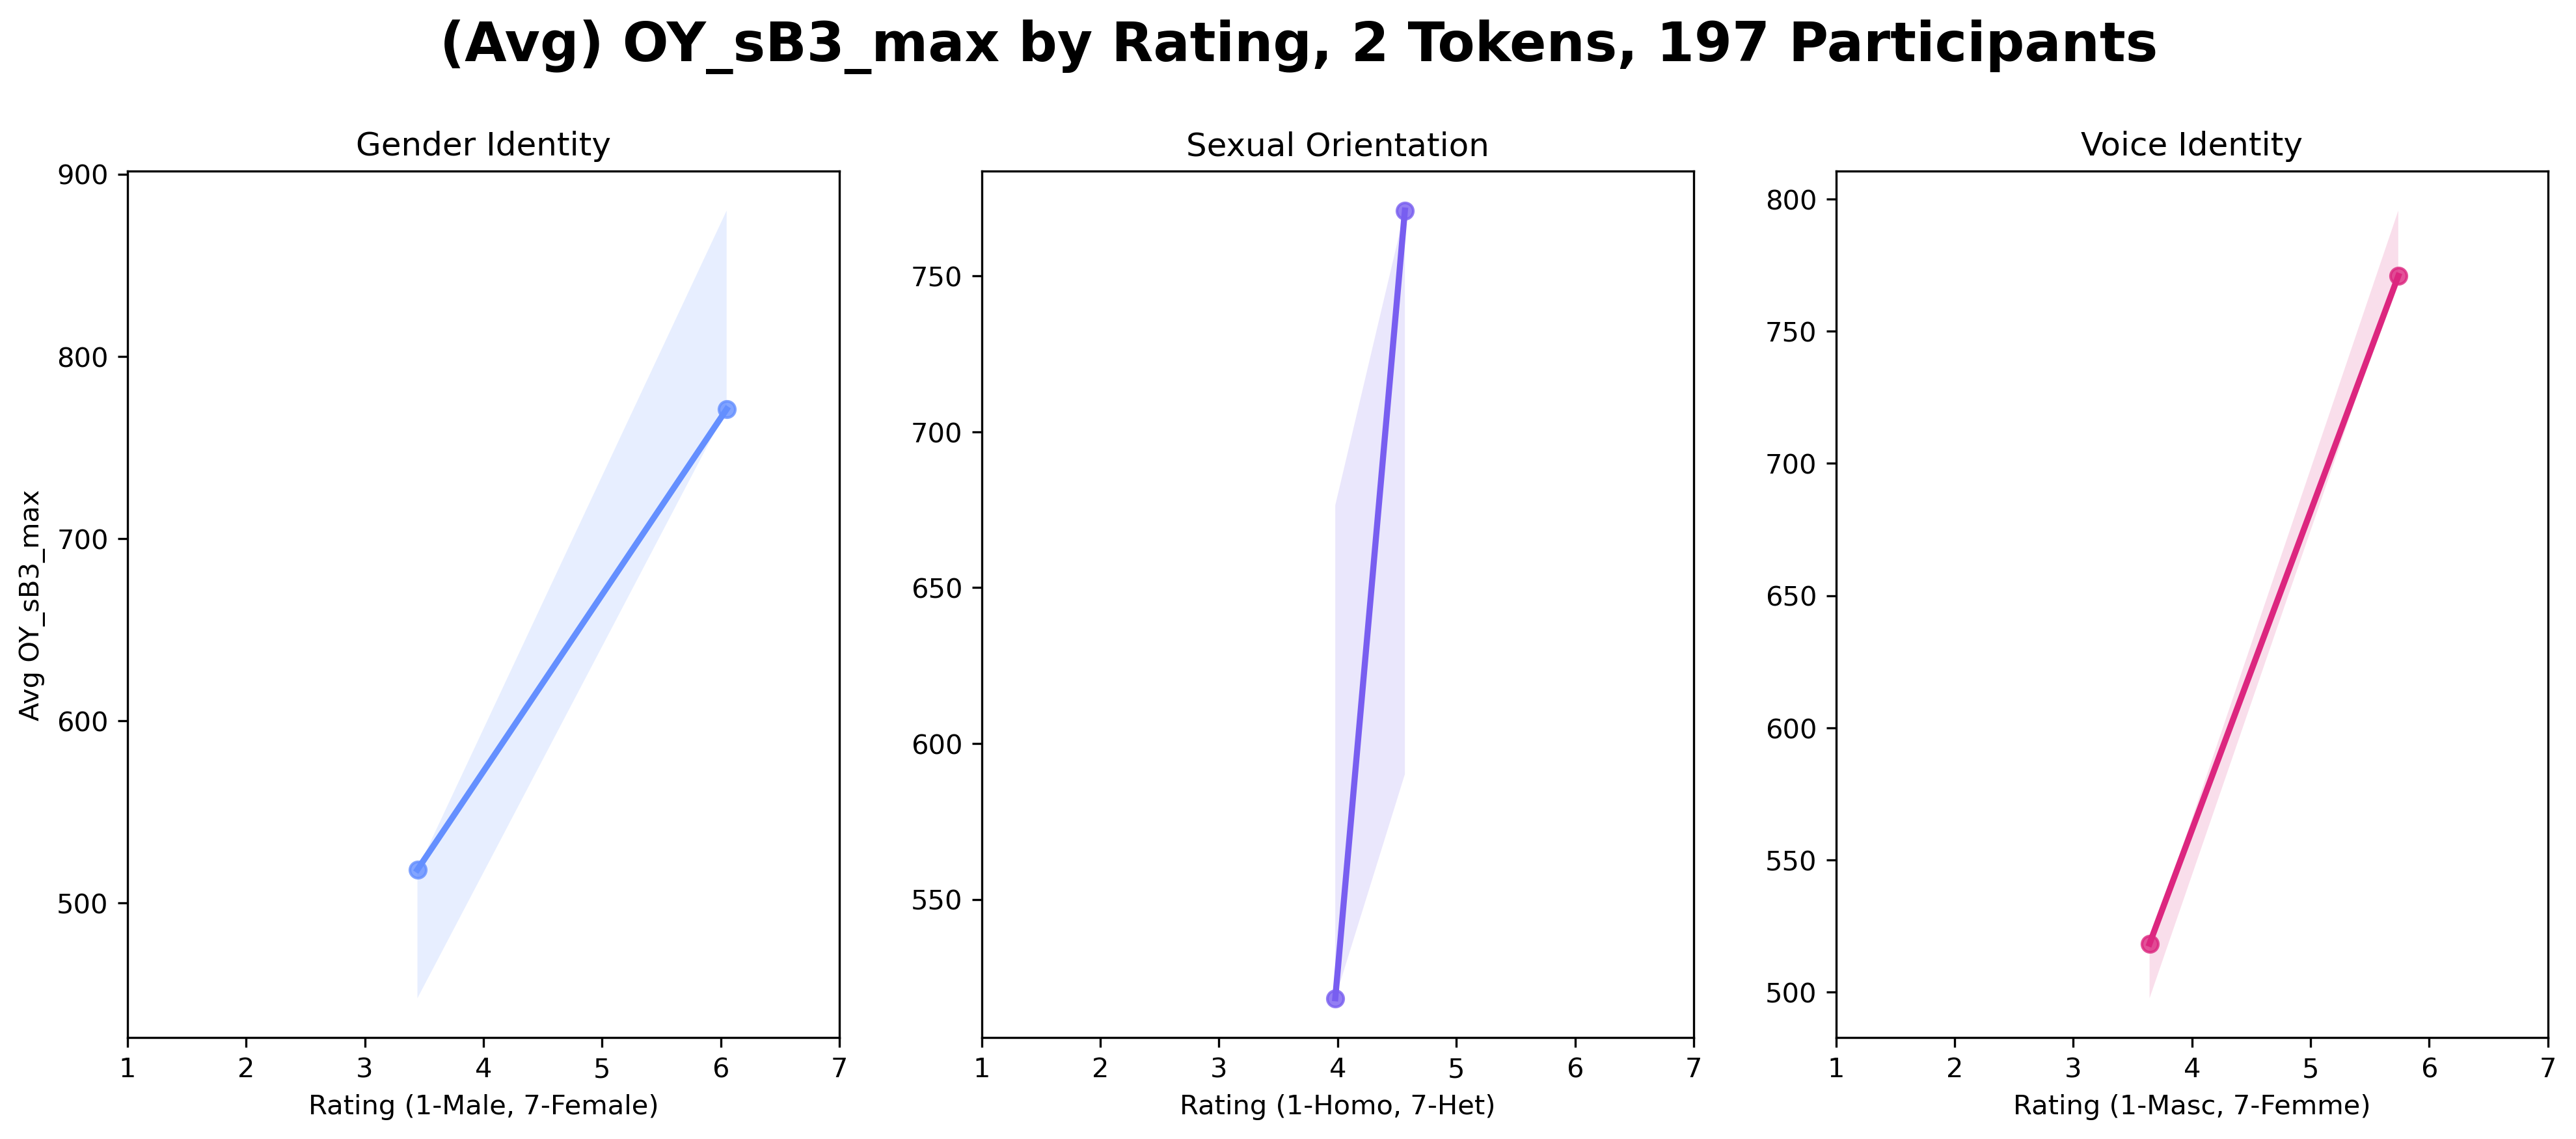 (Avg) OY_sB3_max by Rating, 2 Tokens, 197 Participants
Gender Identity
900
800
700
600
500
Avg OY_sB3_max
1 2 3 4 5 6 7
Rating (1-Male, 7-Female)
Sexual Orientation
750
700
650
600
550
1 2 3 4 5 6 7
Rating (1-Homo, 7-Het)
Voice Identity
800
750
700
650
600
550
500
1 2 3 4 5 6 7
Rating (1-Masc, 7-Femme)